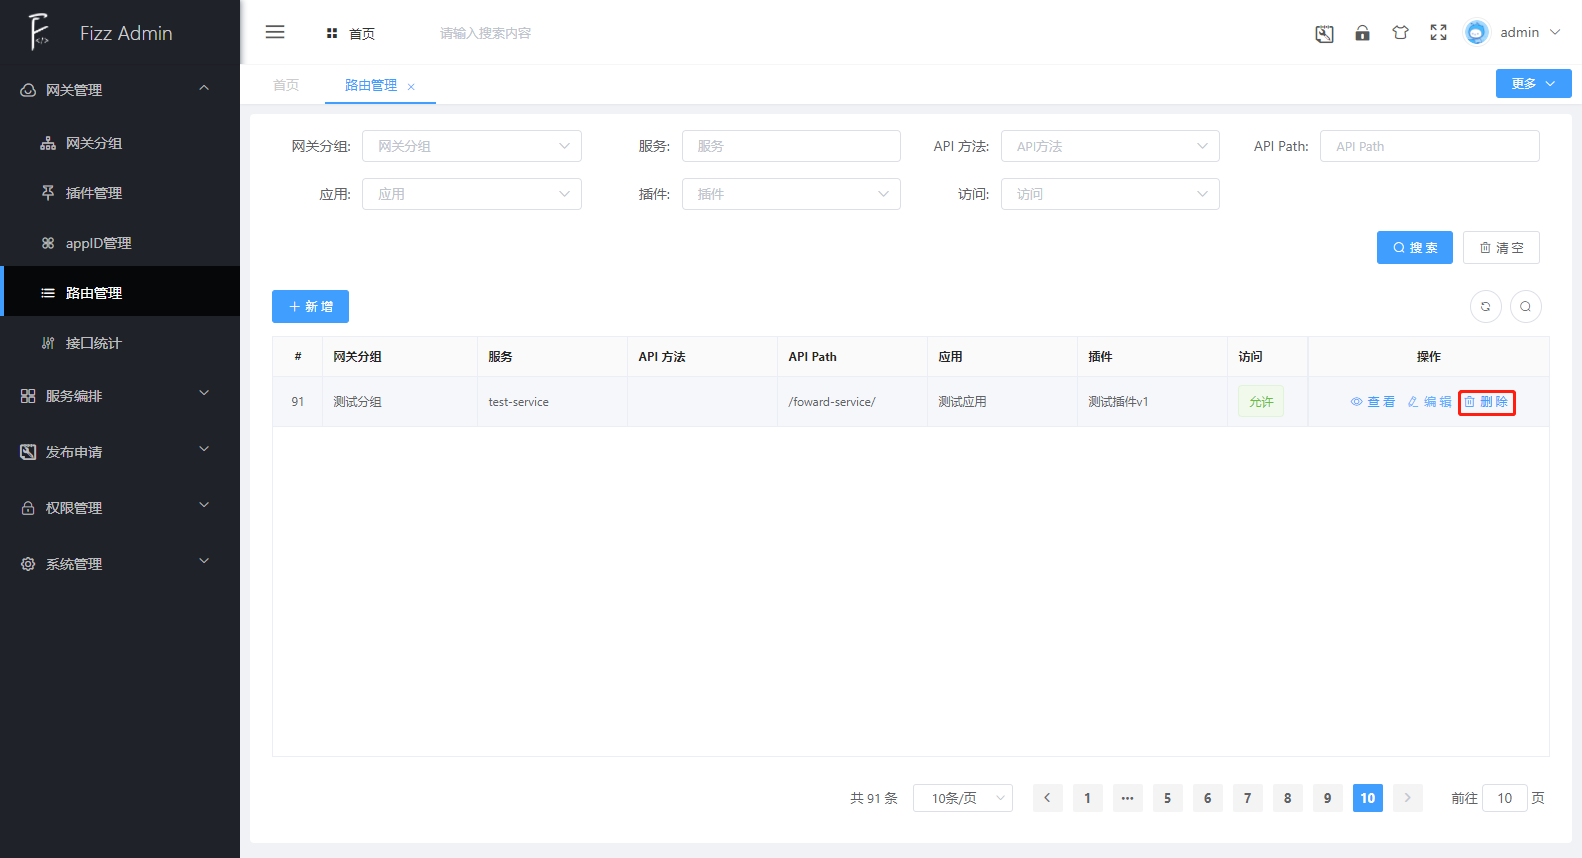 Fizz Admin
首页
请输入搜索内容
admin
网关管理
网关分组
插件管理
appID管理
路由管理
接口统计
服务编排
发布申请
权限管理
系统管理
首页 路由管理 ×
更多
网关分组: 网关分组 服务: 服务 API 方法: API方法 API Path: API Path
应用: 应用 插件: 插件 访问: 访问
搜索 清空
+ 新增
# 网关分组 服务 API 方法 API Path 应用 插件 访问 操作
91 测试分组 test-service /foward-service/ 测试应用 测试插件v1 允许 查看 编辑 删除
共 91 条 10条/页 < 1 ··· 5 6 7 8 9 10 > 前往 10 页